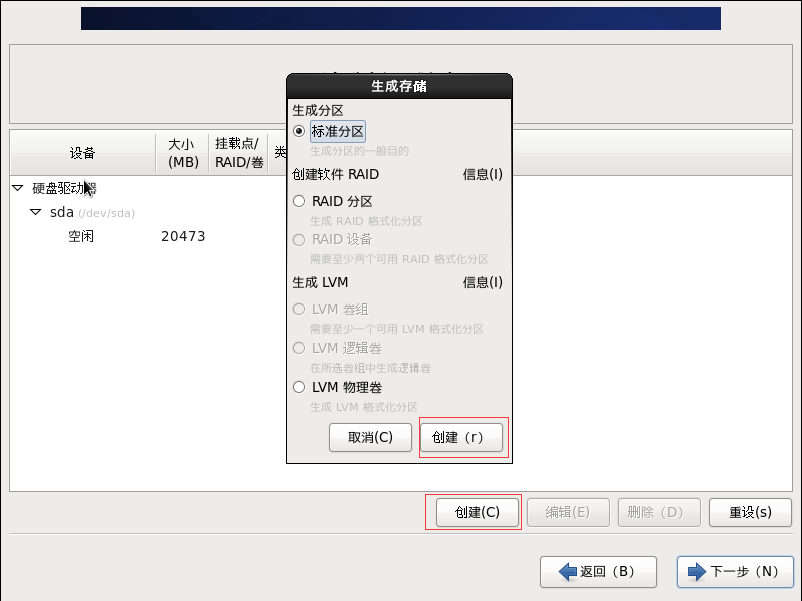 生成存储
生成分区
标准分区
生成分区的一般目的
创建软件 RAID 信息(I)
RAID 分区
生成 RAID 格式化分区
RAID 设备
需要至少两个可用 RAID 格式化分区
生成 LVM 信息(I)
LVM 卷组
需要至少一个可用 LVM 格式化分区
LVM 逻辑卷
在所选卷组中生成逻辑卷
LVM 物理卷
生成 LVM 格式化分区
取消(C) 创建（r）
设备
大小
(MB)
挂载点/
RAID/卷
类
硬盘驱动器
sda (/dev/sda)
空闲 20473
创建(C) 编辑(E) 删除（D） 重设(s)
返回（B） 下一步（N）